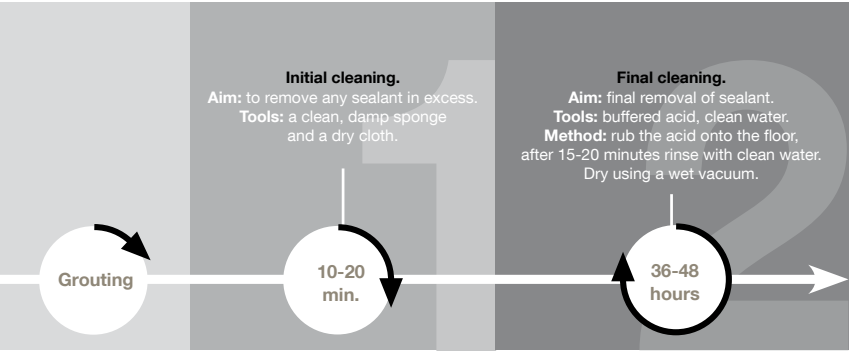 Initial cleaning.
Aim: to remove any sealant in excess.
Tools: a clean, damp sponge
and a dry cloth.
Final cleaning.
Aim: final removal of sealant.
Tools: buffered acid, clean water.
Method: rub the acid onto the floor,
after 15-20 minutes rinse with clean water.
Dry using a wet vacuum.
Grouting
10-20
min.
36-48
hours
1
2